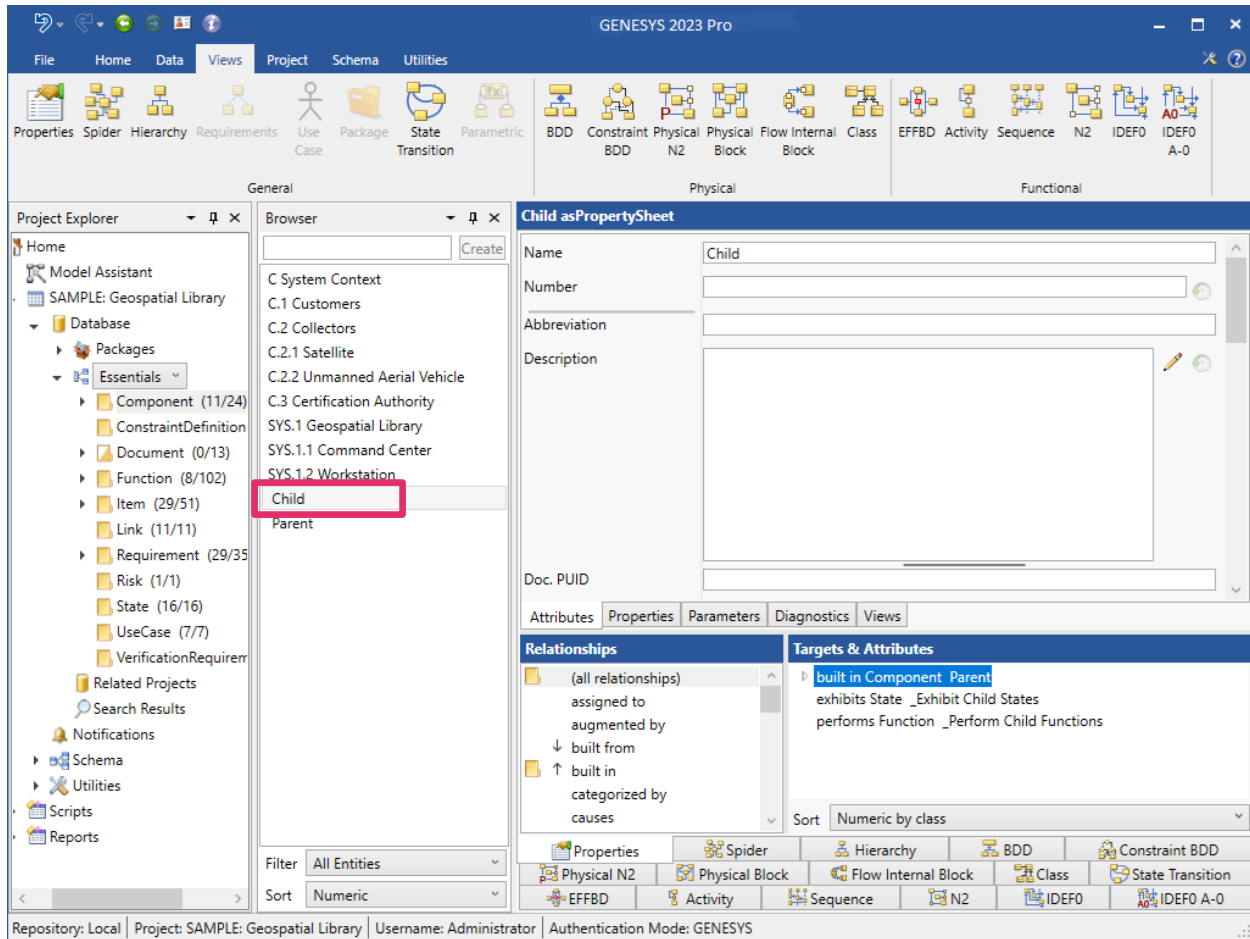 GENESYS 2023 Pro
File Home Data Views Project Schema Utilities
Properties Spider Hierarchy Requirements Use Case Package State Transition Parametric
General
BDD Constraint BDD Physical N2 Physical Block Flow Internal Block Class
Physical
EFFBD Activity Sequence N2 IDEF0 IDEF0 A-0
Functional
Project Explorer
Home
Model Assistant
SAMPLE: Geospatial Library
Database
Packages
Essentials
Component (11/24)
ConstraintDefinition
Document (0/13)
Function (8/102)
Item (29/51)
Link (11/11)
Requirement (29/35
Risk (1/1)
State (16/16)
UseCase (7/7)
VerificationRequirem
Related Projects
Search Results
Notifications
Schema
Utilities
Scripts
Reports
Browser
Create
C System Context
C.1 Customers
C.2 Collectors
C.2.1 Satellite
C.2.2 Unmanned Aerial Vehicle
C.3 Certification Authority
SYS.1 Geospatial Library
SYS.1.1 Command Center
SYS.1.2 Workstation
Child
Parent
Filter All Entities
Sort Numeric
Child asPropertySheet
Name Child
Number
Abbreviation
Description
Doc. PUID
Attributes Properties Parameters Diagnostics Views
Relationships
(all relationships)
assigned to
augmented by
built from
built in
categorized by
causes
Targets & Attributes
built in Component Parent
exhibits State _Exhibit Child States
performs Function _Perform Child Functions
Sort Numeric by class
Properties Spider Hierarchy BDD Constraint BDD
Physical N2 Physical Block Flow Internal Block Class State Transition
EFFBD Activity Sequence N2 IDEF0 IDEF0 A-0
Repository: Local Project: SAMPLE: Geospatial Library Username: Administrator Authentication Mode: GENESYS